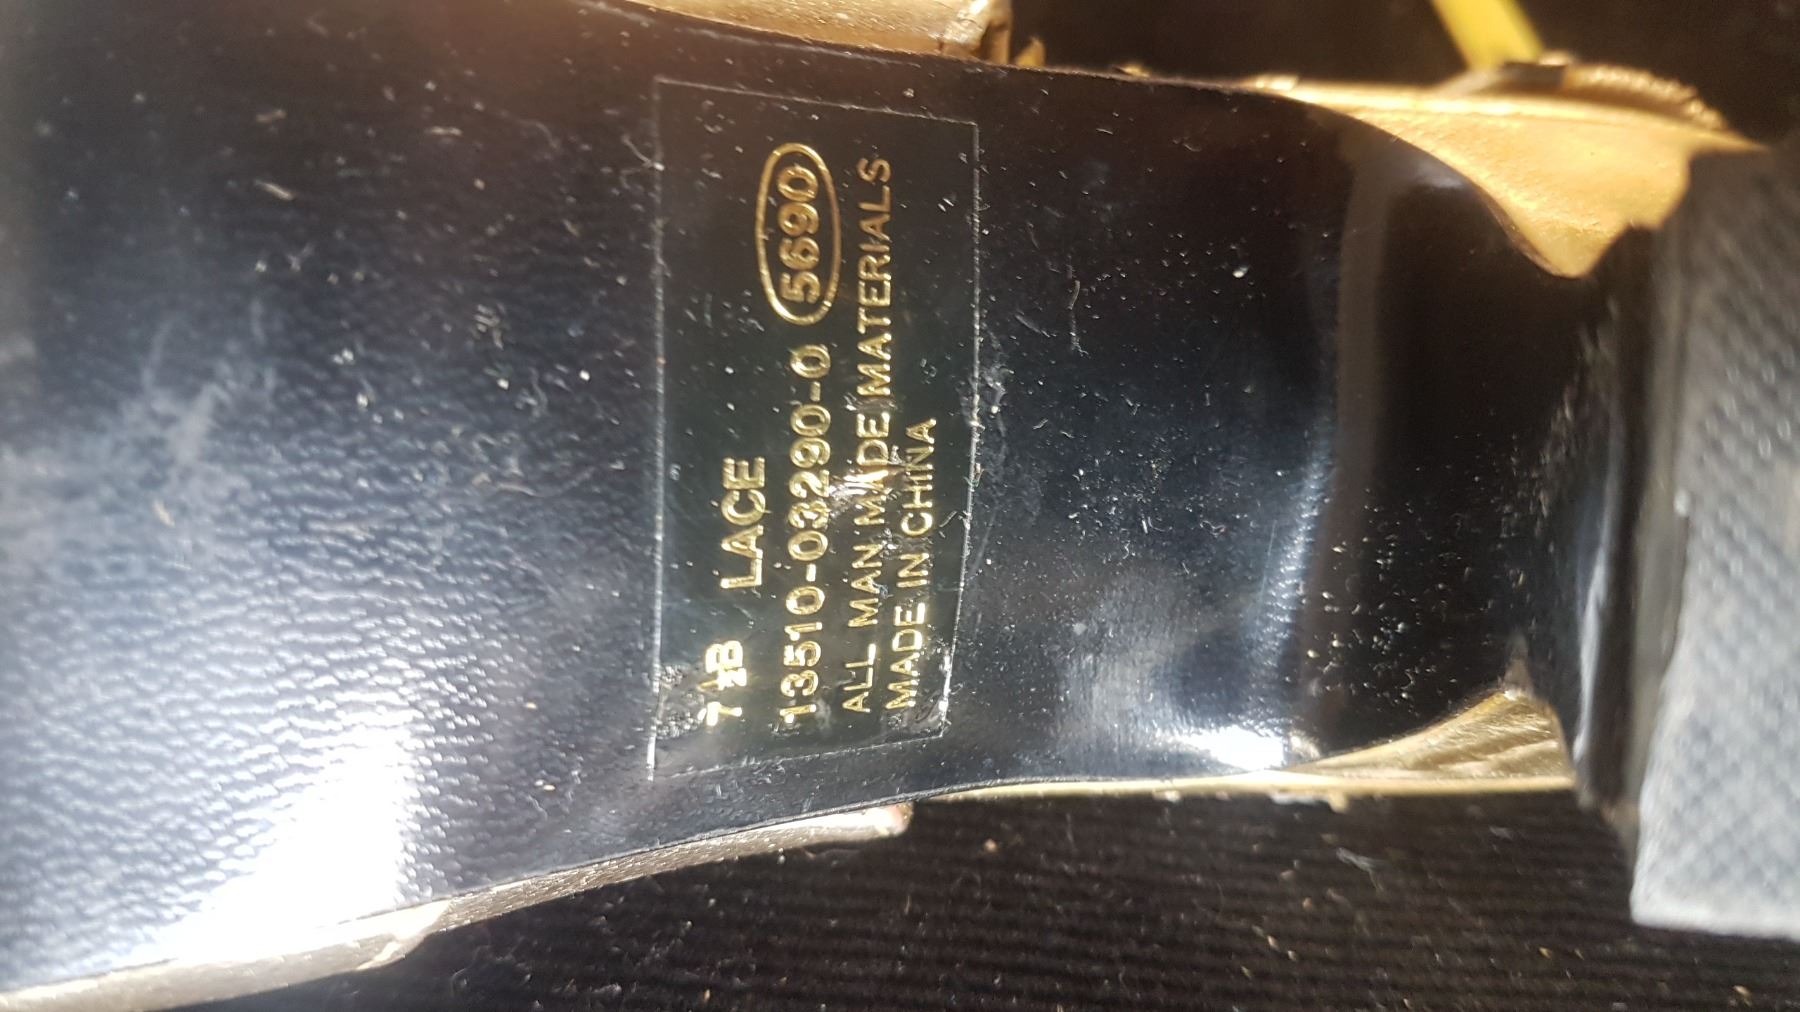 7½B LACE
13510-03290-0 5690
ALL MAN MADE MATERIALS
MADE IN CHINA